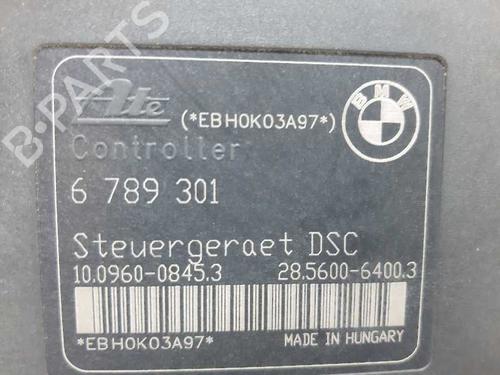 Ate (*EBH0K03A97*)
BMW
Controller
6 789 301
Steuergeraet DSC
10.0960-0845.3 28.5600-6400.3
*EBH0K03A97* MADE IN HUNGARY
B-PARTS